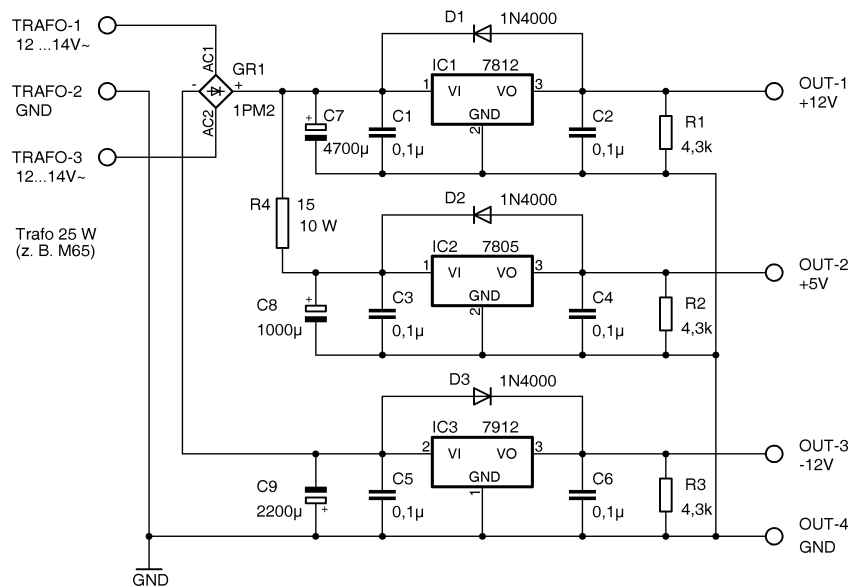 TRAFO-1
12 ...14V~
AC1
TRAFO-2
GND
- GR1 +
1PM2
AC2
TRAFO-3
12...14V~
Trafo 25 W
(z. B. M65)
D1 1N4000
IC1 7812
1 VI VO 3
GND
2
+ C7
4700µ
C1
0,1µ
C2
0,1µ
R1
4,3k
OUT-1
+12V
R4 15
10 W
D2 1N4000
IC2 7805
1 VI VO 3
GND
2
C8 +
1000µ
C3
0,1µ
C4
0,1µ
R2
4,3k
OUT-2
+5V
D3 1N4000
IC3 7912
2 VI VO 3
GND
1
C9
2200µ +
C5
0,1µ
C6
0,1µ
R3
4,3k
OUT-3
-12V
OUT-4
GND
GND